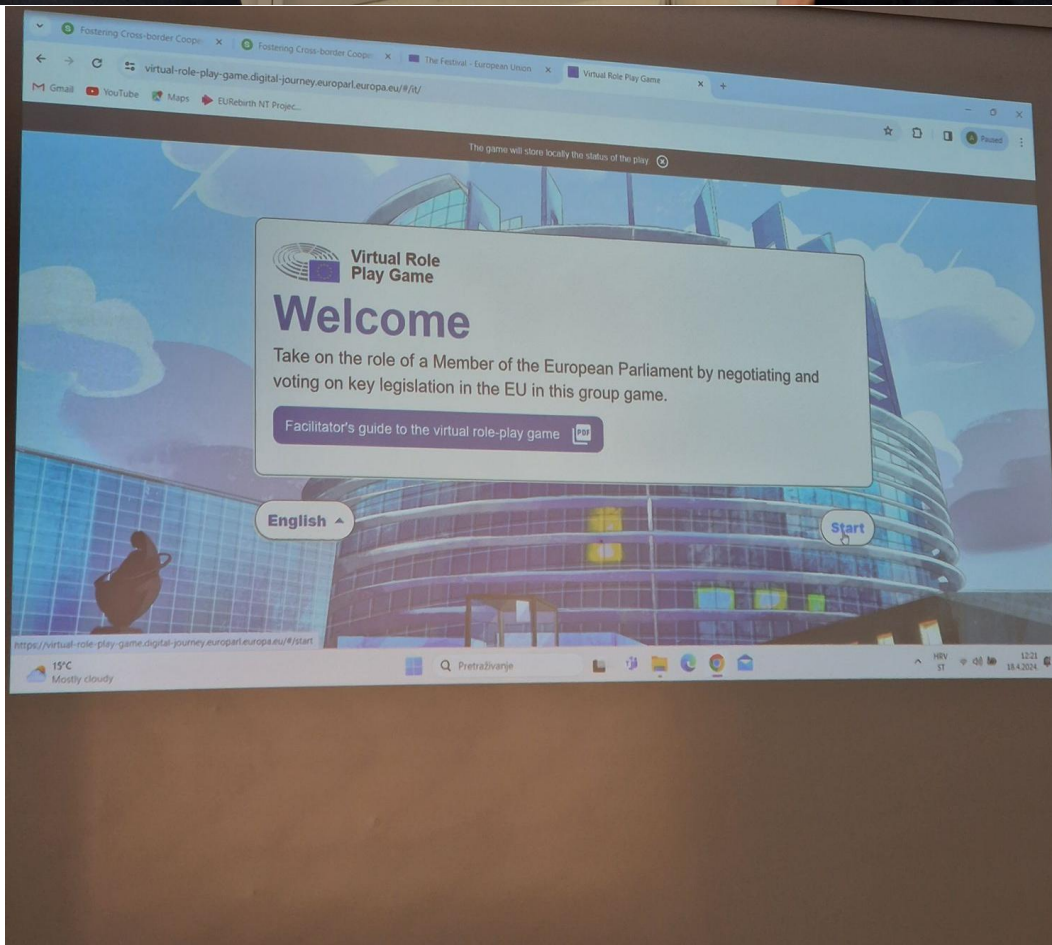 Fostering Cross-border Coope
Fostering Cross-border Coope
The Festival - European Union
Virtual Role Play Game
virtual-role-play-game.digital-journey.europarl.europa.eu/#/it/
Gmail
YouTube
Maps
EURebirth NT Projec...
Paused
The game will store locally the status of the play
Virtual Role
Play Game
Welcome
Take on the role of a Member of the European Parliament by negotiating and
voting on key legislation in the EU in this group game.
Facilitator's guide to the virtual role-play game PDF
English
Start
https://virtual-role-play-game.digital-journey.europarl.europa.eu/#/start
15°C
Mostly cloudy
Pretraživanje
HRV
ST
12:21
18.4.2024.